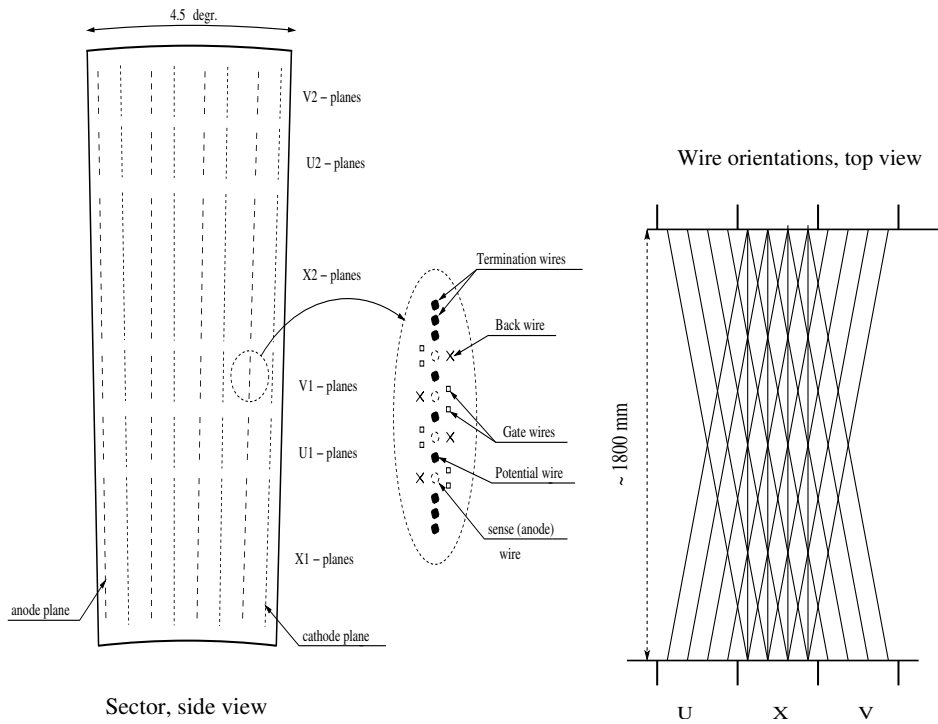 4.5 degr.
V2 – planes
U2 – planes
X2 – planes
V1 – planes
U1 – planes
X1 – planes
anode plane
cathode plane
Sector, side view
Termination wires
Back wire
Gate wires
Potential wire
sense (anode)
wire
Wire orientations, top view
~ 1800 mm
U X V